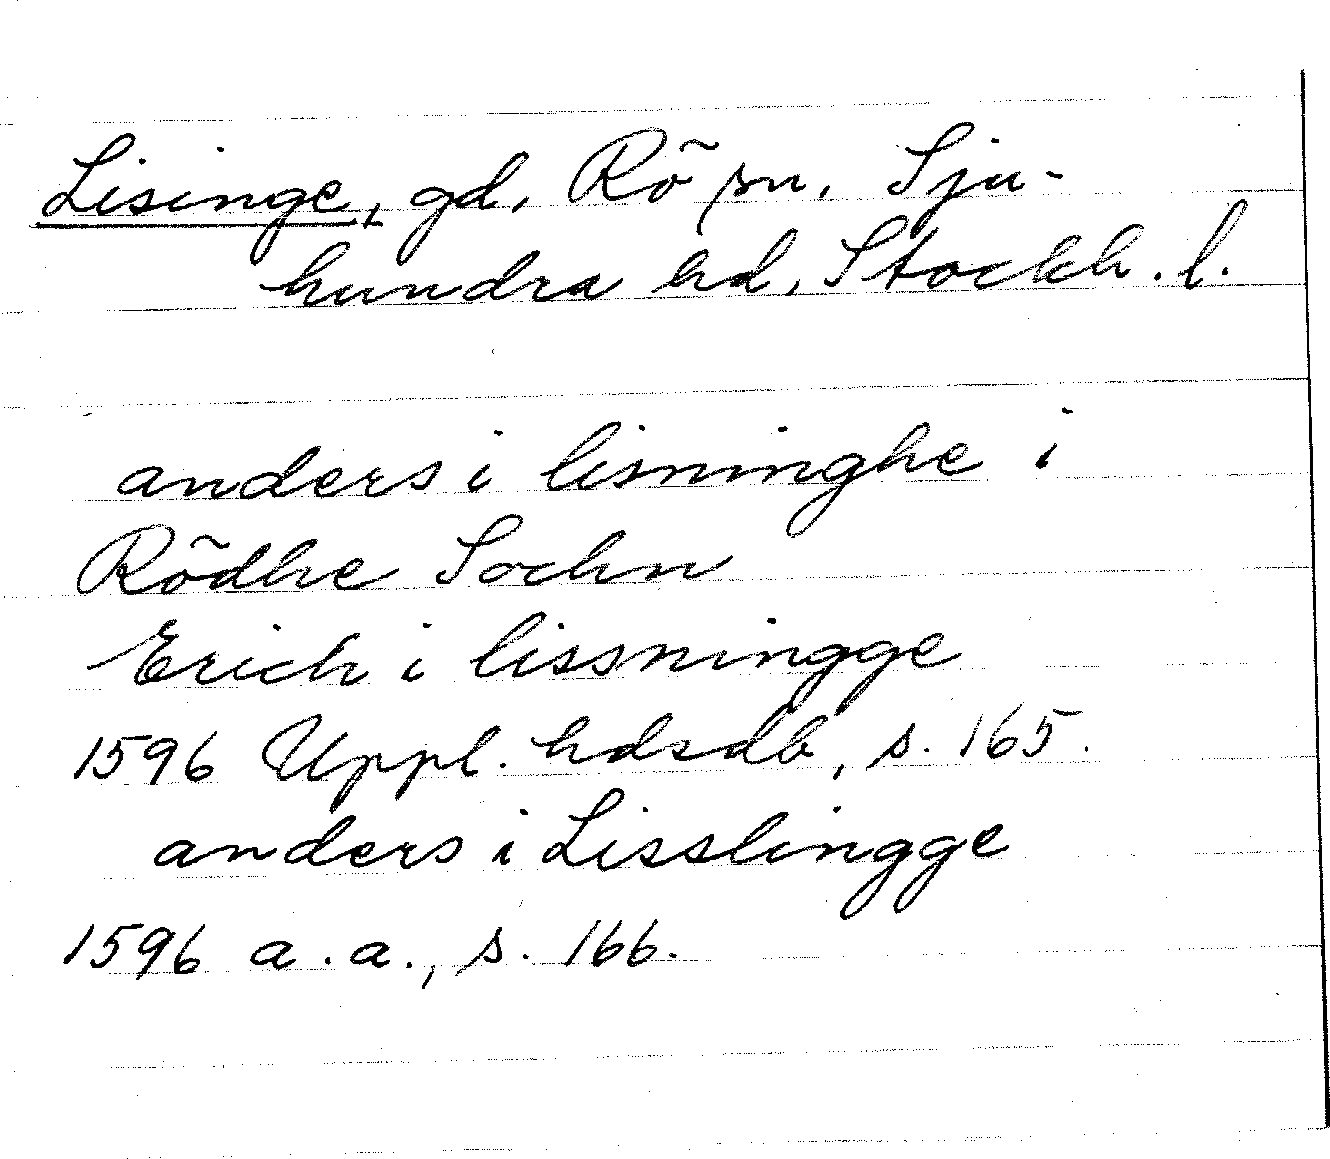 Lisinge, gd, Rö sn, Sju-
hundra hd, Stockh. l.
anders i lisninghe i
Rödhe Sochn
Erich i lissningge
1596 Uppl. hdsdb, s. 165.
anders i Lisslingge
1596 a.a., s. 166.